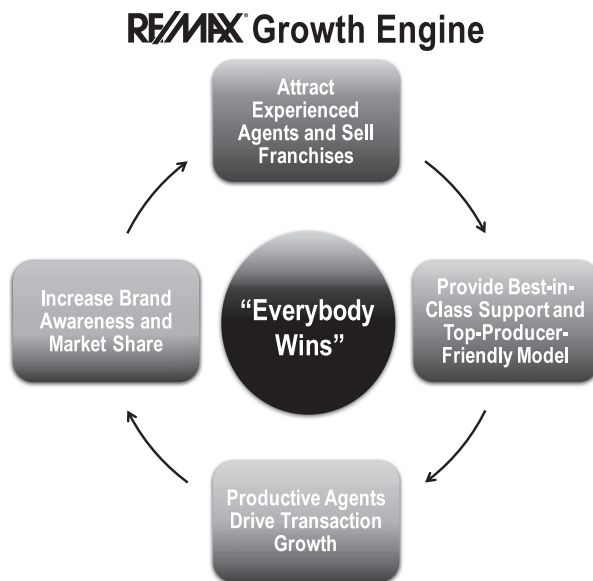 RE/MAX® Growth Engine
Attract
Experienced
Agents and Sell
Franchises
Provide Best-in-
Class Support and
Top-Producer-
Friendly Model
Productive Agents
Drive Transaction
Growth
Increase Brand
Awareness and
Market Share
“Everybody
Wins”